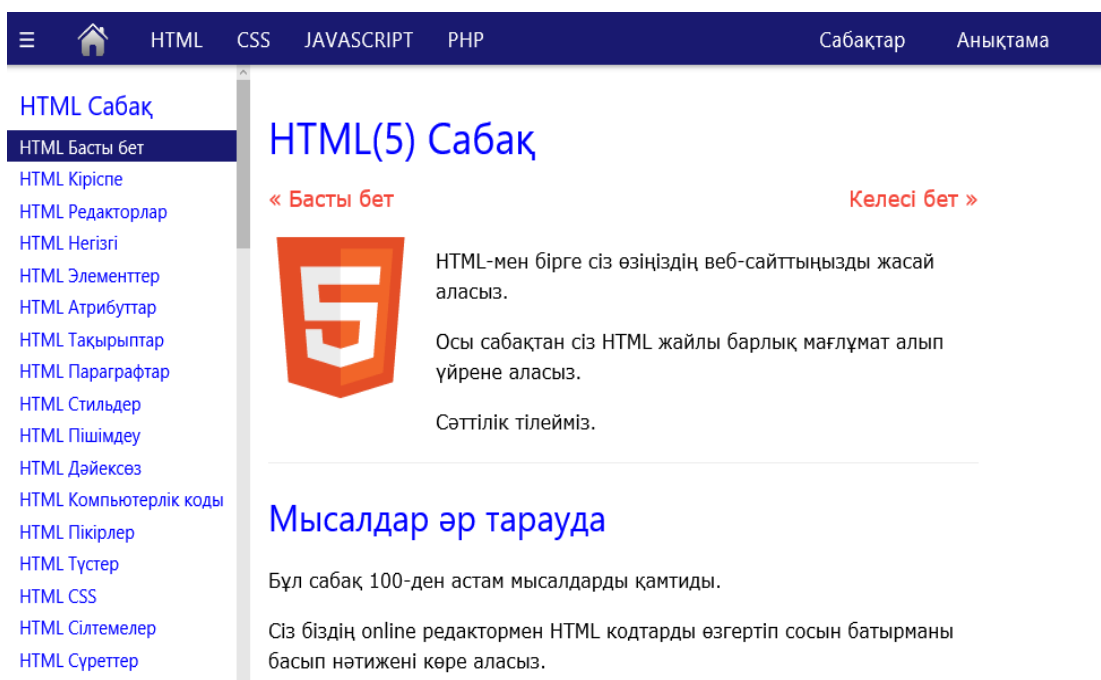 ☰ HTML CSS JAVASCRIPT PHP Сабақтар Анықтама
HTML Сабақ
HTML Басты бет
HTML Кіріспе
HTML Редакторлар
HTML Негізгі
HTML Элементтер
HTML Атрибуттар
HTML Тақырыптар
HTML Параграфтар
HTML Стильдер
HTML Пішімдеу
HTML Дәйексөз
HTML Компьютерлік коды
HTML Пікірлер
HTML Түстер
HTML CSS
HTML Сілтемелер
HTML Суреттер
HTML(5) Сабақ
« Басты бет Келесі бет »
5
HTML-мен бірге сіз өзіңіздің веб-сайттыңызды жасай
аласыз.
Осы сабақтан сіз HTML жайлы барлық мағлұмат алып
үйрене аласыз.
Сәттілік тілейміз.
Мысалдар әр тарауда
Бұл сабақ 100-ден астам мысалдарды қамтиды.
Сіз біздің online редактормен HTML кодтарды өзгертіп сосын батырманы
басып нәтижені көре аласыз.